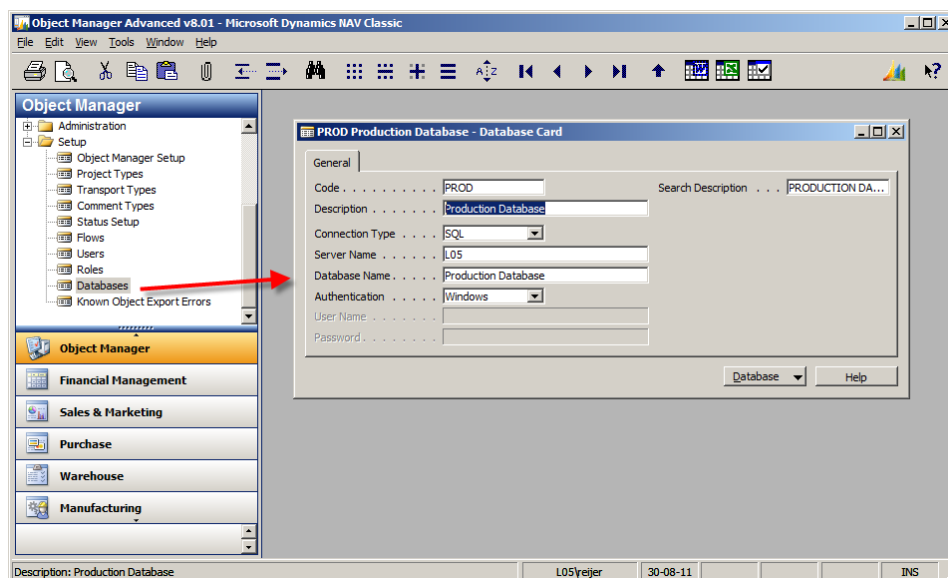 Object Manager Advanced v8.01 - Microsoft Dynamics NAV Classic
File Edit View Tools Window Help
Object Manager
Administration
Setup
Object Manager Setup
Project Types
Transport Types
Comment Types
Status Setup
Flows
Users
Roles
Databases
Known Object Export Errors
Object Manager
Financial Management
Sales & Marketing
Purchase
Warehouse
Manufacturing
PROD Production Database - Database Card
General
Code . . . . . . . . . . PROD Search Description . . . PRODUCTION DA...
Description . . . . . . . Production Database
Connection Type . . . . SQL
Server Name . . . . . . L05
Database Name . . . . . Production Database
Authentication . . . . . Windows
User Name . . . . . . .
Password . . . . . . . .
Database Help
Description: Production Database L05\reijer 30-08-11 INS